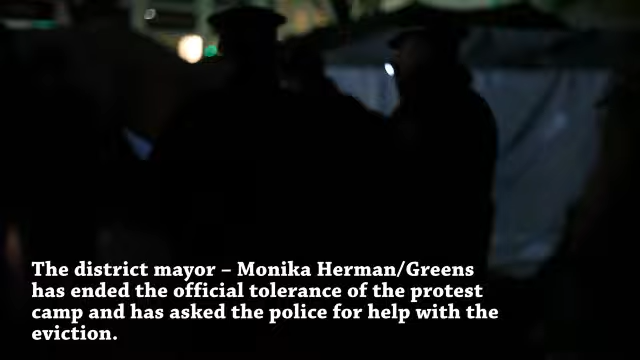 The district mayor – Monika Herman/Greens
has ended the official tolerance of the protest
camp and has asked the police for help with the
eviction.